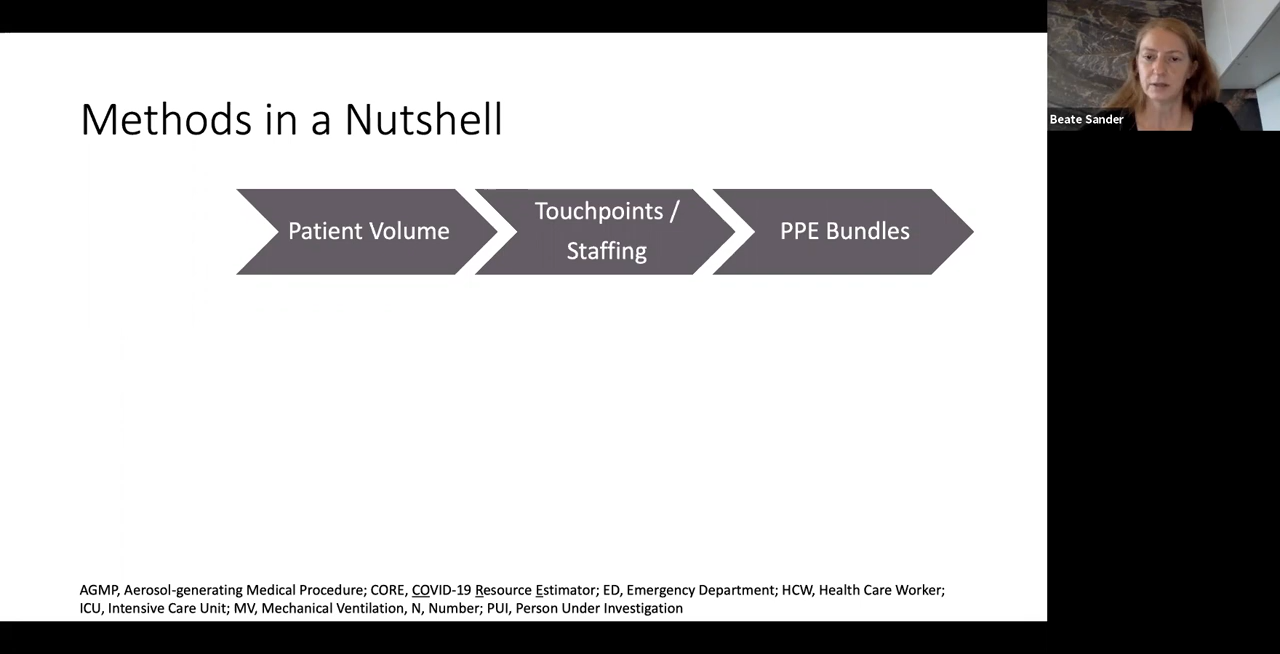 Methods in a Nutshell
Patient Volume
Touchpoints /
Staffing
PPE Bundles
AGMP, Aerosol-generating Medical Procedure; CORE, COVID-19 Resource Estimator; ED, Emergency Department; HCW, Health Care Worker;
ICU, Intensive Care Unit; MV, Mechanical Ventilation, N, Number; PUI, Person Under Investigation
Beate Sander